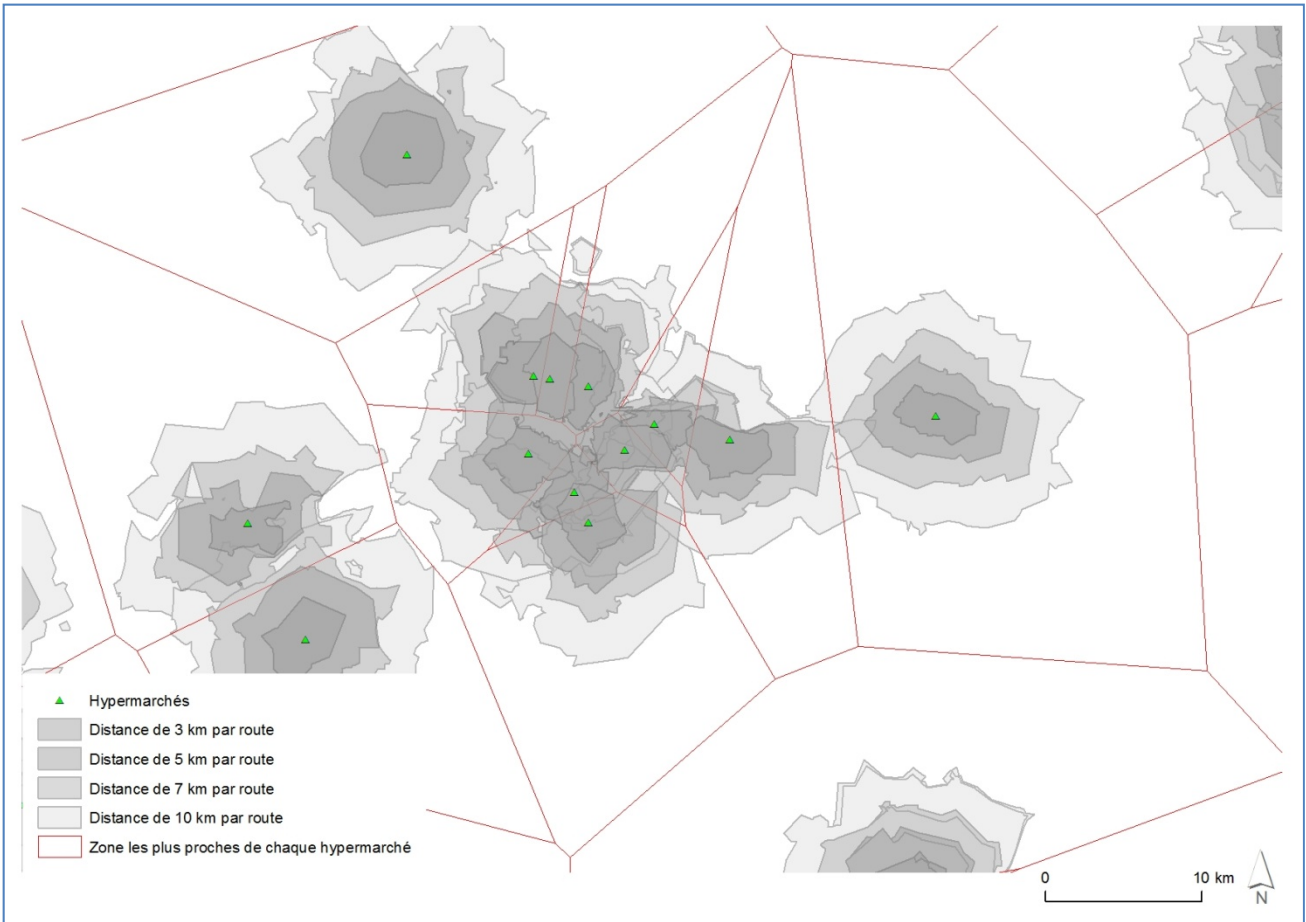 Hypermarchés
Distance de 3 km par route
Distance de 5 km par route
Distance de 7 km par route
Distance de 10 km par route
Zone les plus proches de chaque hypermarché
0 10 km
N